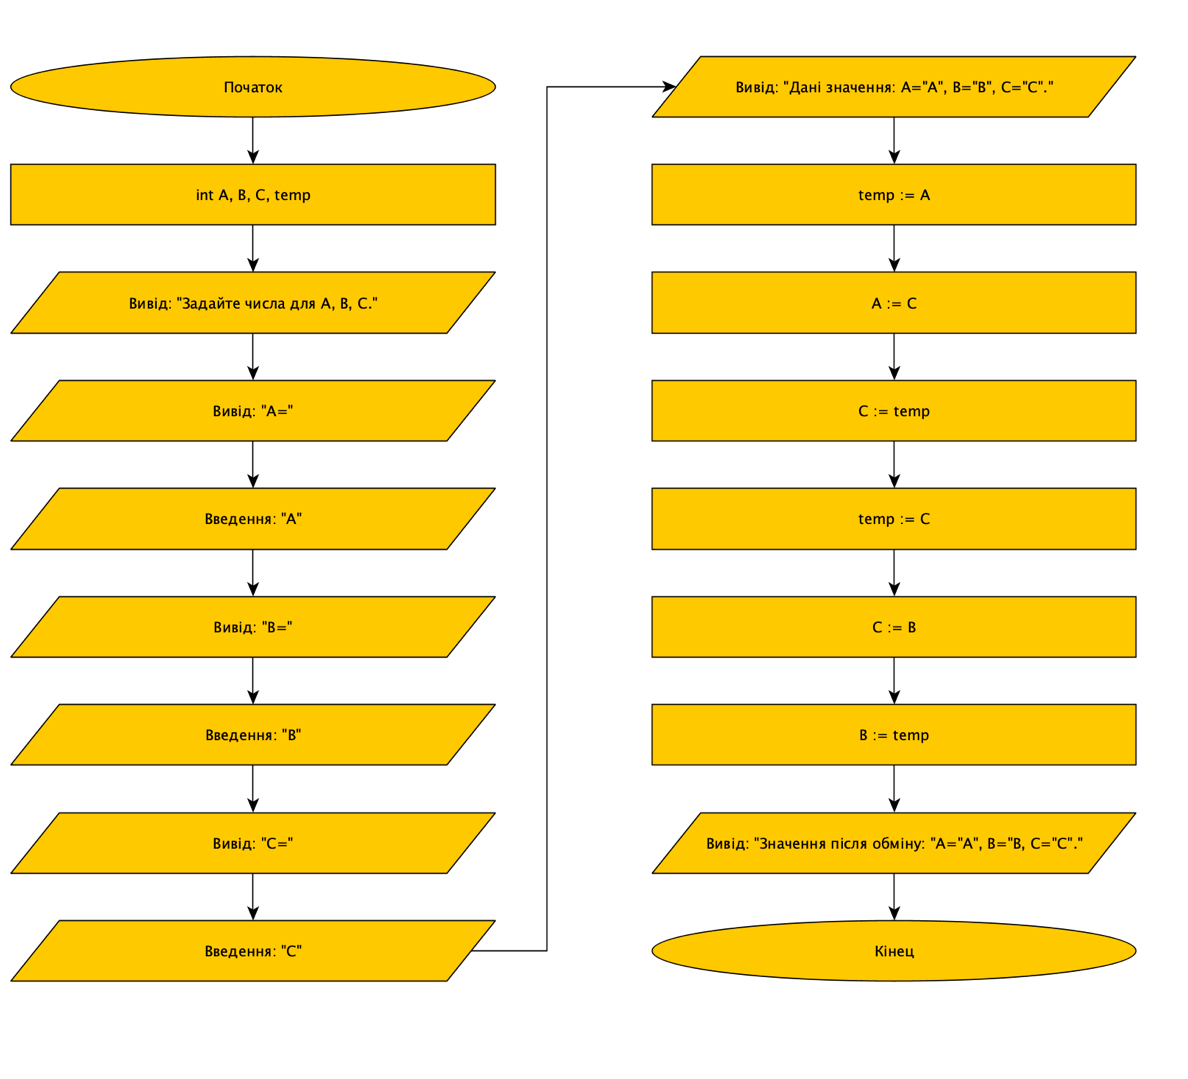 Початок
int A, B, C, temp
Вивід: "Задайте числа для A, B, C."
Вивід: "A="
Введення: "A"
Вивід: "B="
Введення: "B"
Вивід: "C="
Введення: "C"
Вивід: "Дані значення: A="A", B="B", C="C"."
temp := A
A := C
C := temp
temp := C
C := B
B := temp
Вивід: "Значення після обміну: "A="A", B="B, C="C"."
Кінец